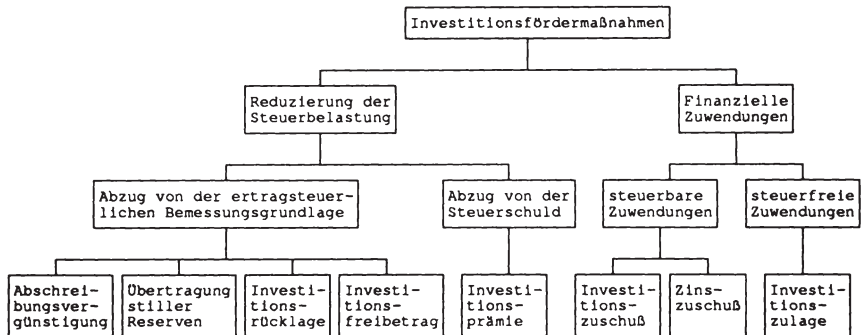 Investitionsfördermaßnahmen
Reduzierung der
Steuerbelastung
Finanzielle
Zuwendungen
Abzug von der ertragsteuer-
lichen Bemessungsgrundlage
Abzug von der
Steuerschuld
steuerbare
Zuwendungen
steuerfreie
Zuwendungen
Abschrei-
bungsver-
günstigung
Übertragung
stiller
Reserven
Investi-
tions-
rücklage
Investi-
tions-
freibetrag
Investi-
tions-
prämie
Investi-
tions-
zuschuß
Zins-
zuschuß
Investi-
tions-
zulage